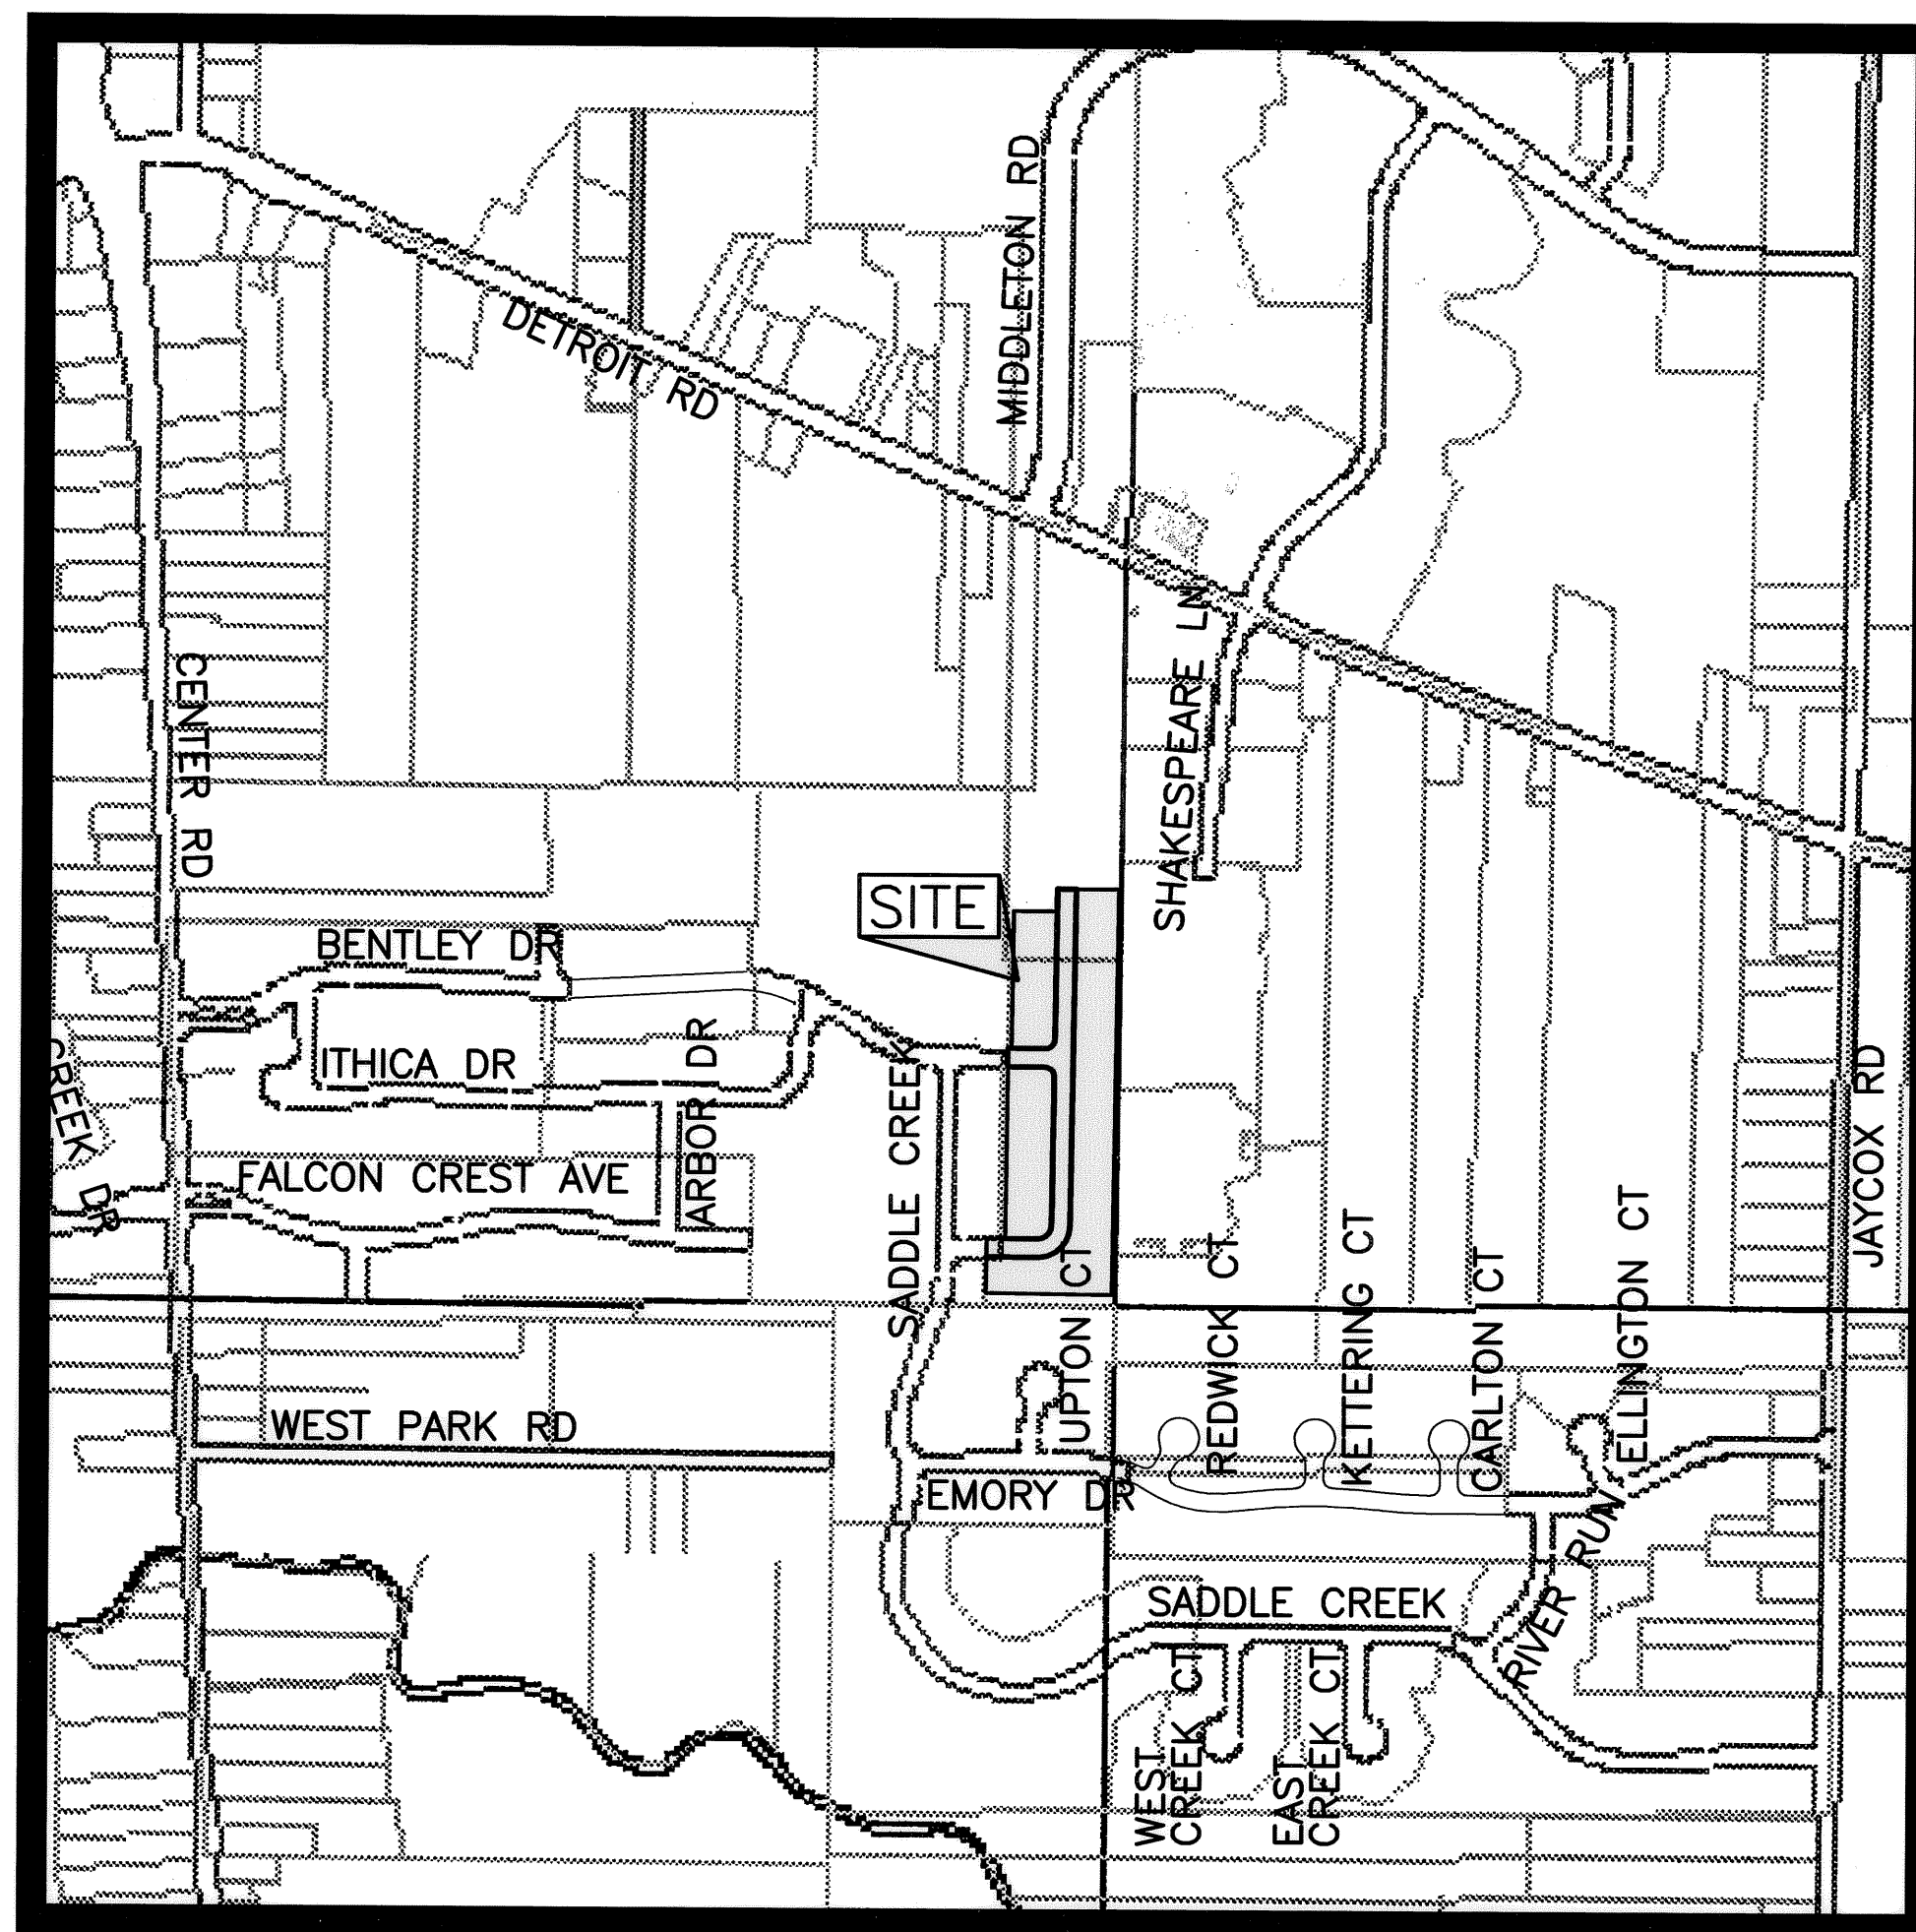 MIDDLETON RD
DETROIT RD
SHAKESPEARE LN
CENTER RD
SITE
BENTLEY DR
ITHICA DR
ARBOR DR
SADDLE CREEK
CREEK DR
FALCON CREST AVE
JAYCOX RD
UPTON CT
REDWICK CT
KETTERING CT
CARLTON CT
ELLINGTON CT
WEST PARK RD
EMORY DR
RIVER RUN
SADDLE CREEK
WEST
CREEK CT
EAST
CREEK CT